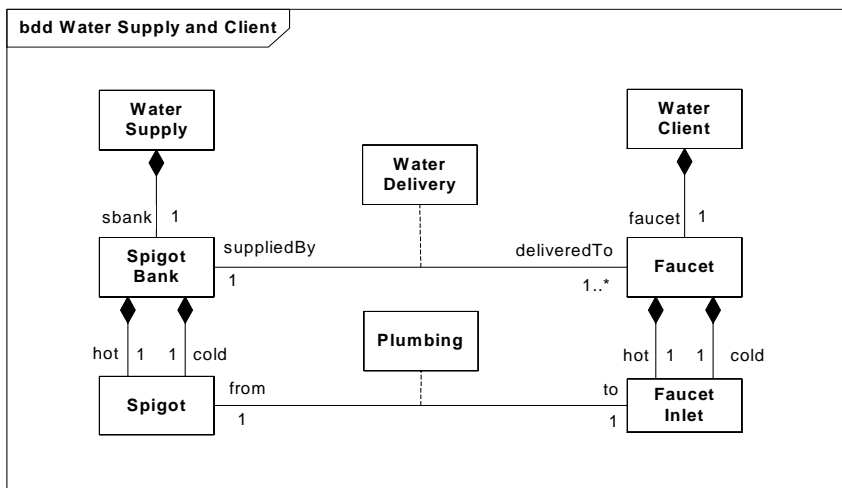 bdd Water Supply and Client
Water
Supply
Water
Client
Water
Delivery
sbank 1
faucet 1
Spigot
Bank
suppliedBy
1
deliveredTo
1..*
Faucet
hot 1 1 cold
Plumbing
hot 1 1 cold
Spigot
from
1
to
1
Faucet
Inlet